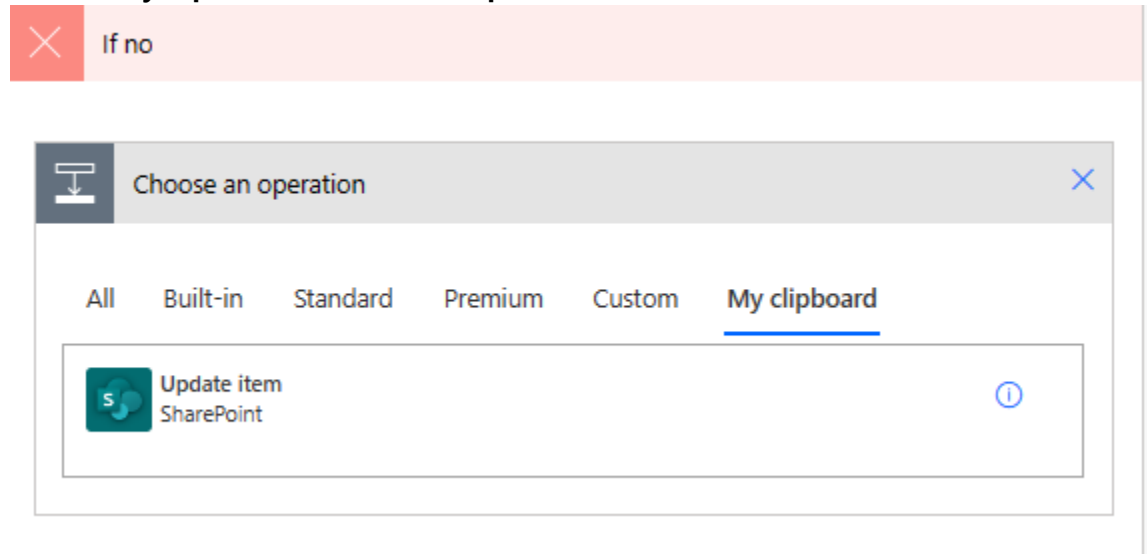 If no
Choose an operation
All Built-in Standard Premium Custom My clipboard
Update item
S SharePoint